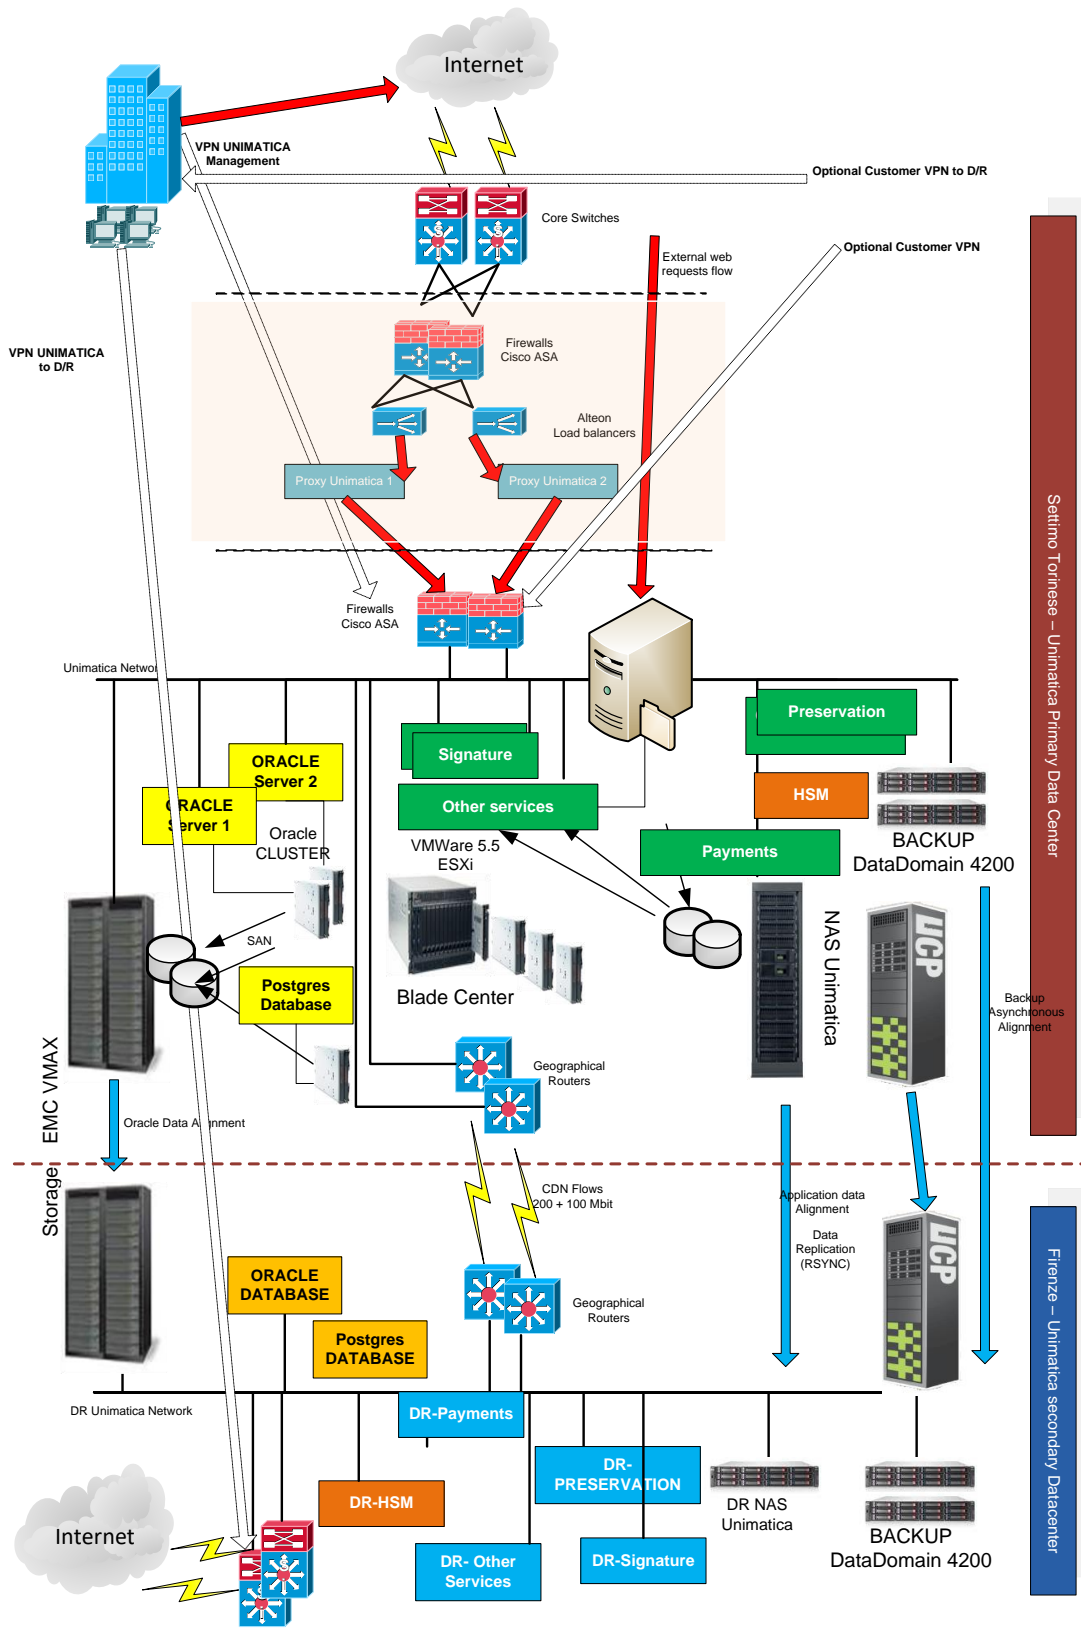 Internet
VPN UNIMATICA
Management
Optional Customer VPN to D/R
Core Switches
Optional Customer VPN
External web
requests flow
VPN UNIMATICA
to D/R
Firewalls
Cisco ASA
Alteon
Load balancers
Proxy Unimatica 1
Proxy Unimatica 2
Settimo Torinese – Unimatica Primary Data Center
Firewalls
Cisco ASA
Unimatica Network
Preservation
Signature
ORACLE
Server 2
HSM
Other services
ORACLE
Server 1
Oracle
CLUSTER
VMWare 5.5
ESXi
Payments
BACKUP
DataDomain 4200
SAN
NAS Unimatica
UCP
Postgres
Database
Blade Center
Backup
Asynchronous
Alignment
Geographical
Routers
Storage EMC VMAX
Oracle Data Alignment
CDN Flows
200 + 100 Mbit
Application data
Alignment
Data
Replication
(RSYNC)
UCP
ORACLE
DATABASE
Geographical
Routers
Postgres
DATABASE
Firenze – Unimatica secondary Datacenter
DR Unimatica Network
DR-Payments
DR-
PRESERVATION
DR-HSM
DR NAS
Unimatica
Internet
BACKUP
DataDomain 4200
DR- Other
Services
DR-Signature